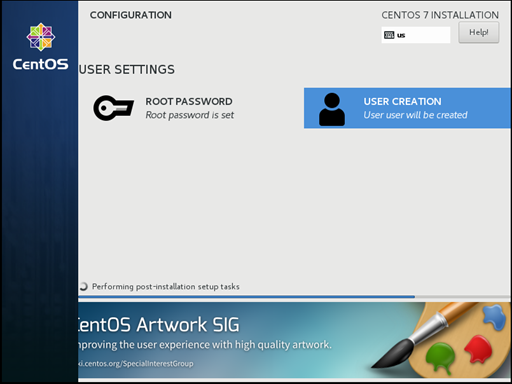 CONFIGURATION
CENTOS 7 INSTALLATION
us
Help!
CentOS
USER SETTINGS
ROOT PASSWORD
Root password is set
USER CREATION
User user will be created
Performing post-installation setup tasks
CentOS Artwork SIG
mproving the user experience with high quality artwork.
ki.centos.org/SpecialInterestGroup